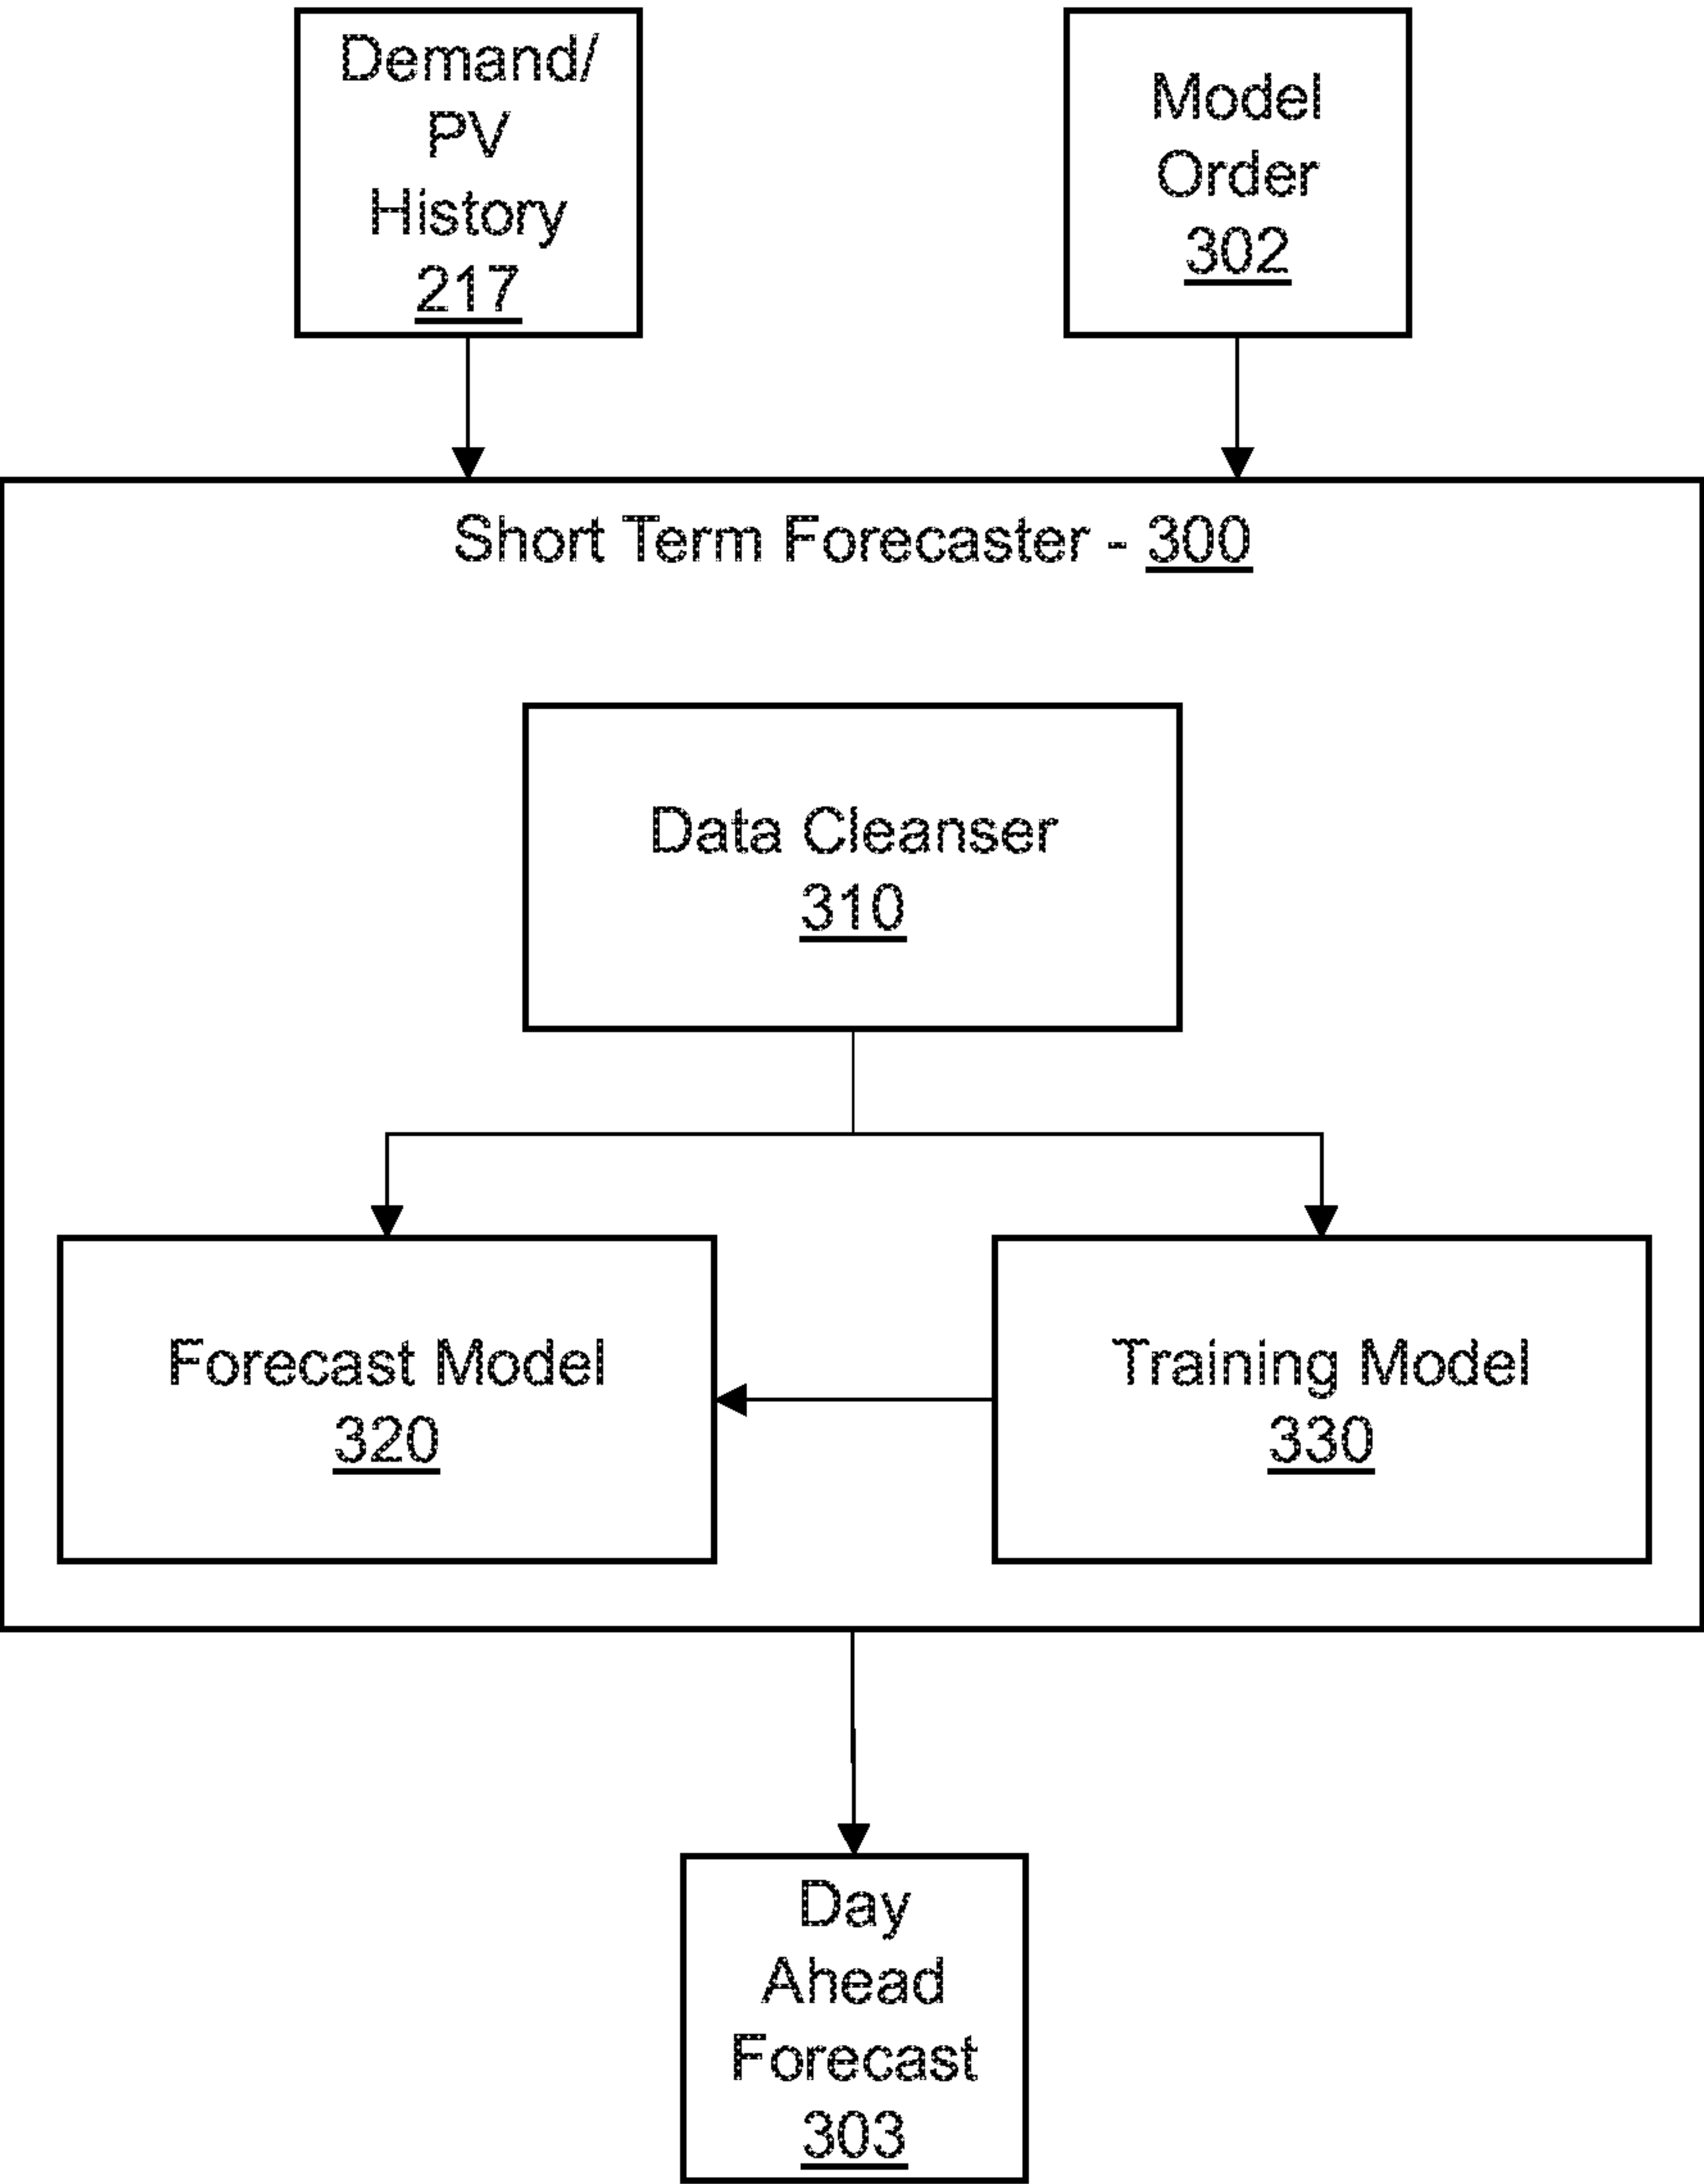 Demand/
PV
History
217
Model
Order
302
Short Term Forecaster - 300
Data Cleanser
310
Forecast Model
320
Training Model
330
Day
Ahead
Forecast
303